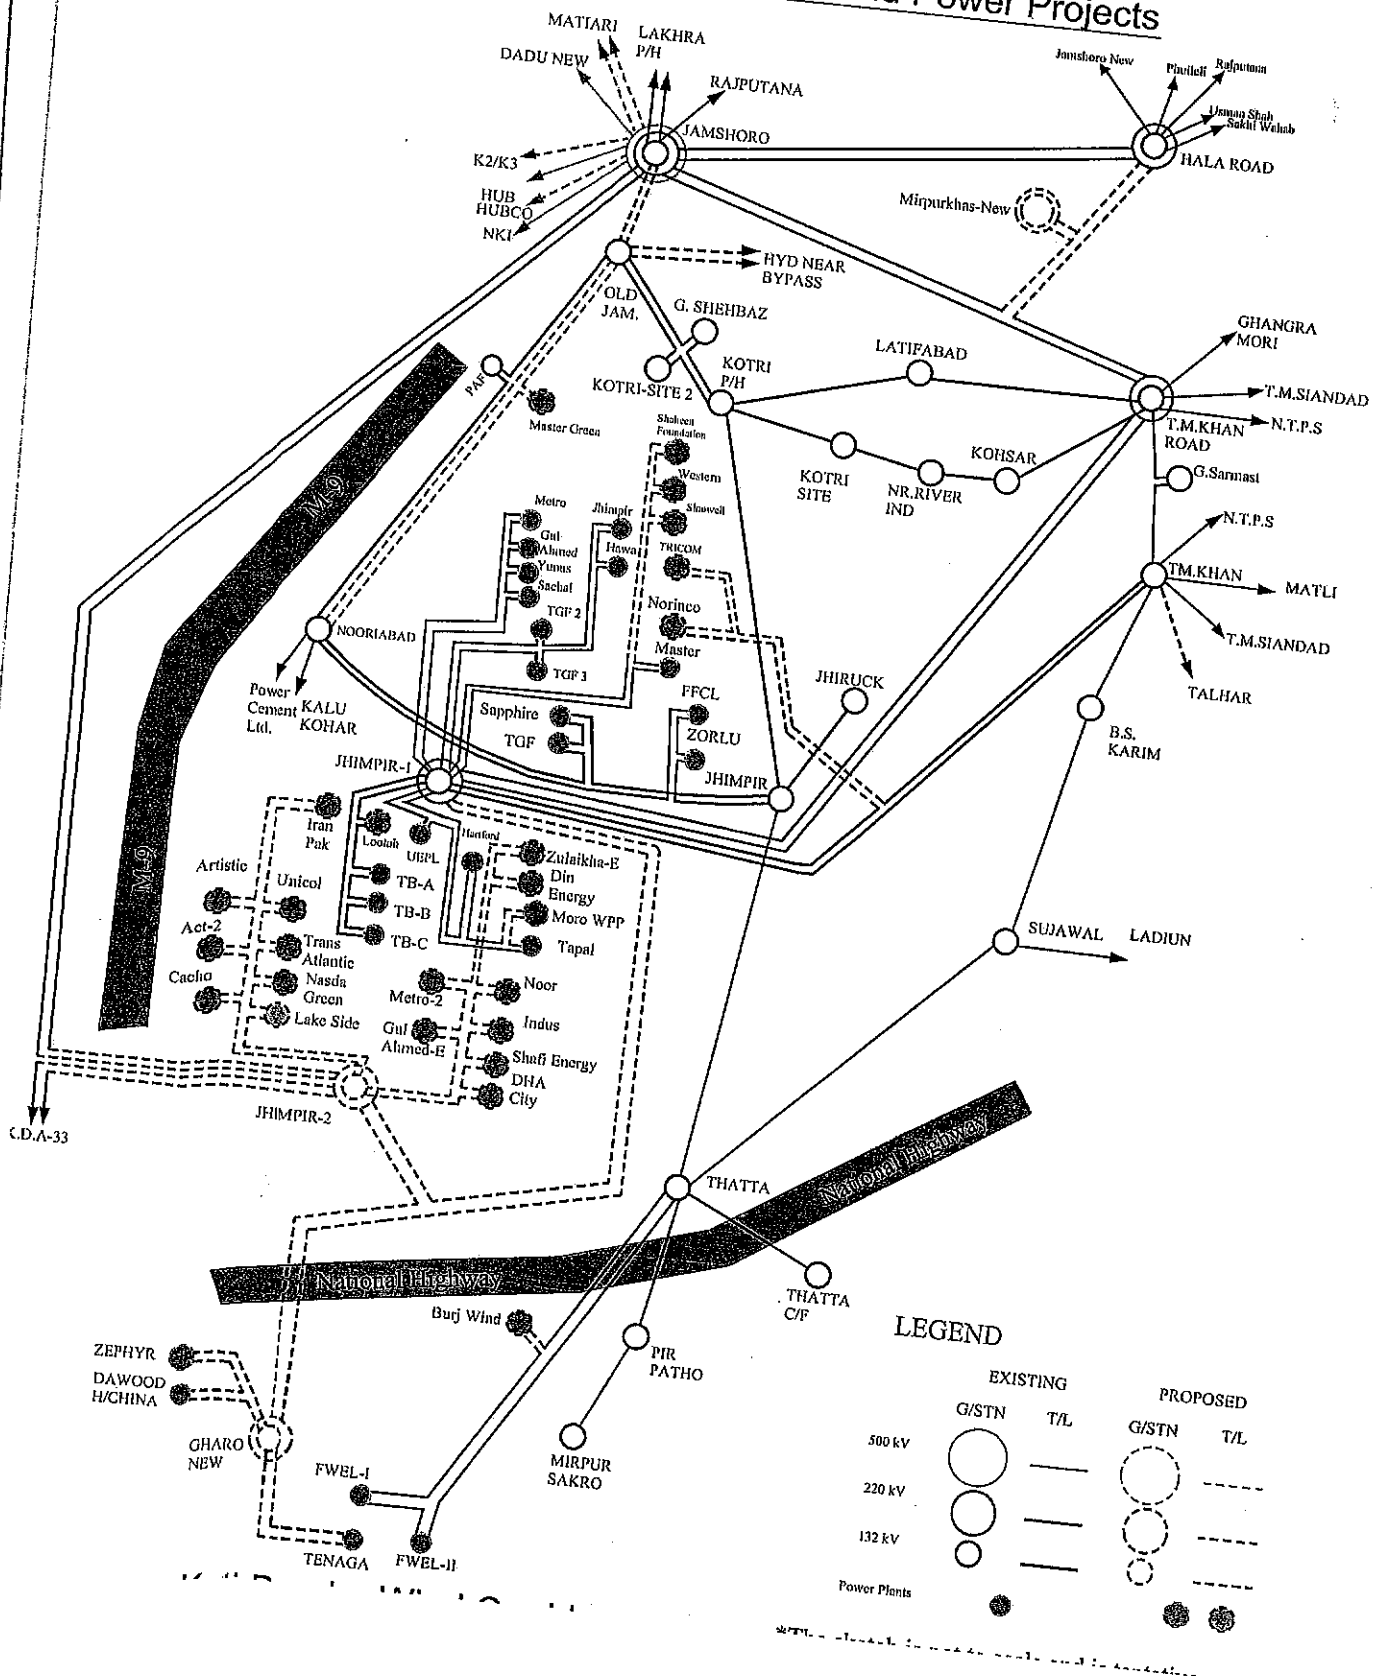 Power Projects
MATIARI
LAKHRA
P/H
DADU NEW
RAJPUTANA
JAMSHORO
K2/K3
HUB
HUBCO
NKI
Jamshoro New
Phulleli
Rajputana
Usman Shah
Sakhi Wahab
HALA ROAD
Mirpurkhas-New
HYD NEAR
BYPASS
OLD
JAM.
G. SHEHBAZ
KOTRI-SITE 2
KOTRI
P/H
LATIFABAD
GHANGRA
MORI
T.M.SIANDAD
N.T.P.S
T.M.KHAN
ROAD
G.Sarmast
PAF
Master Green
Shaheen
Foundation
Western
Shawell
TRICOM
KOTRI
SITE
NR.RIVER
IND
KOHSAR
M-9
Metro
Gul
Ahmed
Yunus
Sachal
Jhimpir
Hawa
TGF 2
TGF 3
Norinco
Master
N.T.P.S
TM.KHAN
MATLI
T.M.SIANDAD
TALHAR
NOORIABAD
Power
Cement
Ltd.
KALU
KOHAR
Sapphire
TGF
FFCL
ZORLU
JHIRUCK
JHIMPIR
B.S.
KARIM
JHIMPIR-1
Iran
Pak
Lootah
UEPL
Hartford
TB-A
TB-B
TB-C
Zulaikha-E
Din
Energy
Moro WPP
Tapal
M-9
Artistic
Unicol
Act-2
Trans
Atlantic
Cacho
Nasda
Green
Lake Side
Metro-2
Noor
Gul
Ahmed-E
Indus
Shafi Energy
DHA
City
SUJAWAL
LADIUN
JHIMPIR-2
.D.A-33
THATTA
National Highway
National Highway
THATTA
C/F
Burj Wind
PIR
PATHO
MIRPUR
SAKRO
ZEPHYR
DAWOOD
H/CHINA
GHARO
NEW
FWEL-I
TENAGA
FWEL-II
LEGEND
EXISTING
PROPOSED
G/STN
T/L
G/STN
T/L
500 kV
220 kV
132 kV
Power Plants